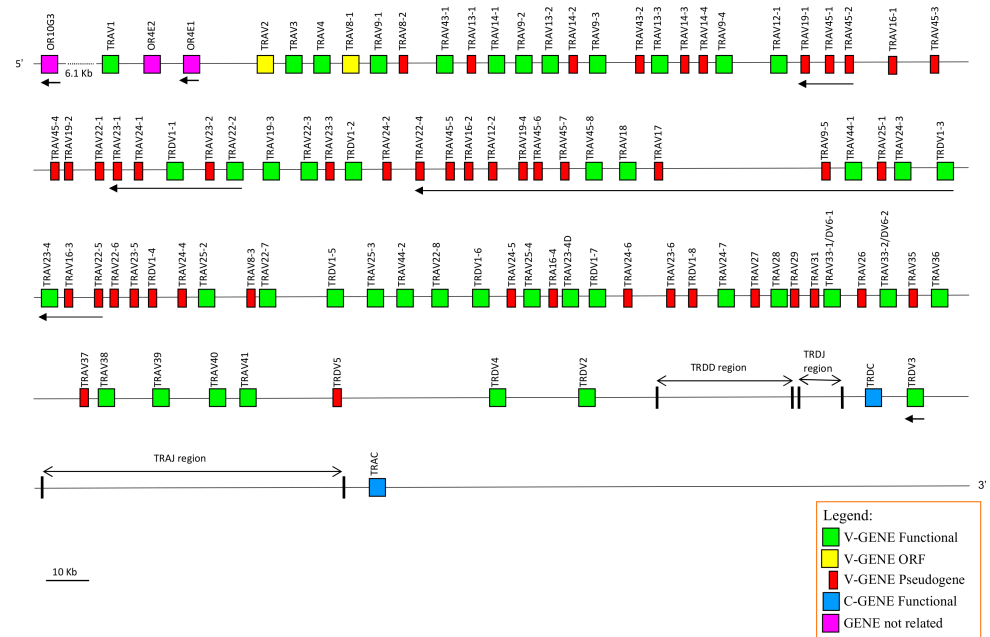 OR10G3 TRAV1 OR4E2 OR4E1 TRAV2 TRAV3 TRAV4 TRAV8-1 TRAV9-1 TRAV8-2 TRAV43-1 TRAV13-1 TRAV14-1 TRAV9-2 TRAV13-2 TRAV14-2 TRAV9-3 TRAV43-2 TRAV13-3 TRAV14-3 TRAV14-4 TRAV9-4 TRAV12-1 TRAV19-1 TRAV45-1 TRAV45-2 TRAV16-1 TRAV45-3
5'
6.1 Kb
TRAV45-4 TRAV19-2 TRAV22-1 TRAV23-1 TRAV24-1 TRDV1-1 TRAV23-2 TRAV22-2 TRAV19-3 TRAV22-3 TRAV23-3 TRDV1-2 TRAV24-2 TRAV22-4 TRAV45-5 TRAV16-2 TRAV12-2 TRAV19-4 TRAV45-6 TRAV45-7 TRAV45-8 TRAV18 TRAV17 TRAV9-5 TRAV44-1 TRAV25-1 TRAV24-3 TRDV1-3
TRAV23-4 TRAV16-3 TRAV22-5 TRAV22-6 TRAV23-5 TRDV1-4 TRAV24-4 TRAV25-2 TRAV8-3 TRAV22-7 TRDV1-5 TRAV25-3 TRAV44-2 TRAV22-8 TRDV1-6 TRAV24-5 TRAV25-4 TRA16-4 TRAV23-4D TRDV1-7 TRAV24-6 TRAV23-6 TRDV1-8 TRAV24-7 TRAV27 TRAV28 TRAV29 TRAV31 TRAV33-1/DV6-1 TRAV26 TRAV33-2/DV6-2 TRAV35 TRAV36
TRAV37 TRAV38 TRAV39 TRAV40 TRAV41 TRDV5 TRDV4 TRDV2 TRDD region
TRDJ
region
TRDC TRDV3
TRAJ region TRAC
3'
Legend:
V-GENE Functional
V-GENE ORF
V-GENE Pseudogene
C-GENE Functional
GENE not related
10 Kb